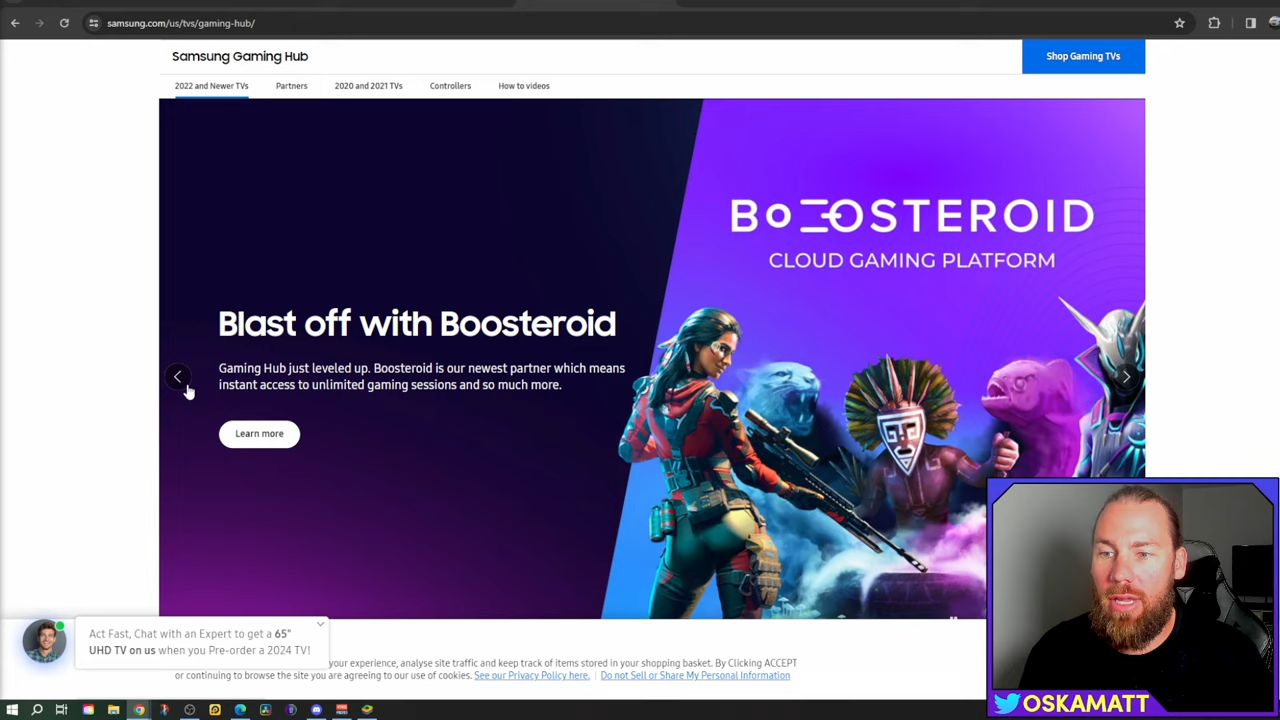 samsung.com/us/tvs/gaming-hub/
Samsung Gaming Hub
Shop Gaming TVs
2022 and Newer TVs
Partners
2020 and 2021 TVs
Controllers
How to videos
BOOSTEROID
CLOUD GAMING PLATFORM
Blast off with Boosteroid
Gaming Hub just leveled up. Boosteroid is our newest partner which means
instant access to unlimited gaming sessions and so much more.
Learn more
Act Fast, Chat with an Expert to get a 65"
UHD TV on us when you Pre-order a 2024 TV!
your experience, analyse site traffic and keep track of items stored in your shopping basket. By Clicking ACCEPT
or continuing to browse the site you are agreeing to our use of cookies. See our Privacy Policy here. Do not Sell or Share My Personal Information
OSKAMATT